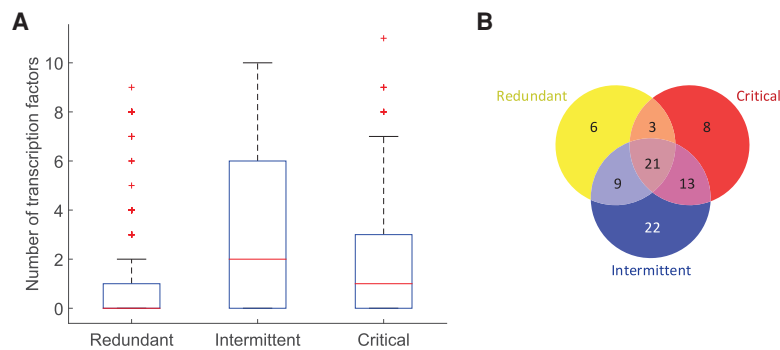 A
Number of transcription factors
10
8
6
4
2
0
Redundant
Intermittent
Critical
B
Redundant
Critical
6
3
8
21
9
13
22
Intermittent